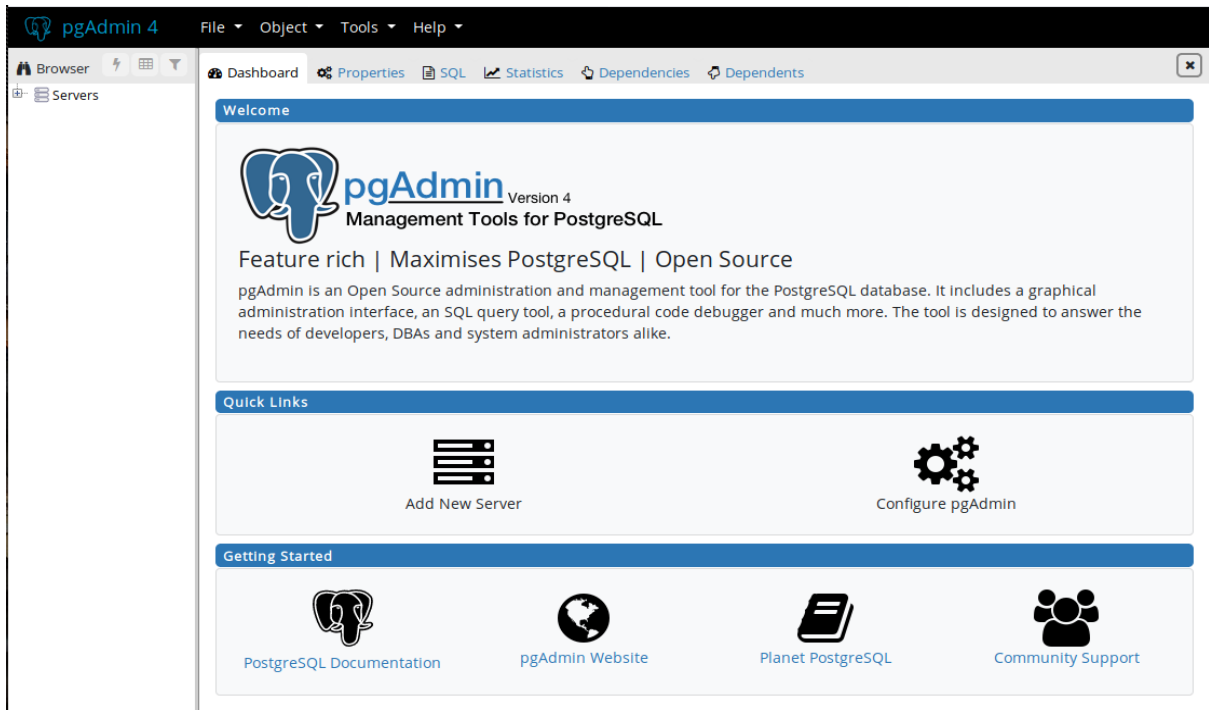 pgAdmin 4 File Object Tools Help
Browser
Servers
Dashboard Properties SQL Statistics Dependencies Dependents
Welcome
pgAdmin Version 4
Management Tools for PostgreSQL
Feature rich | Maximises PostgreSQL | Open Source
pgAdmin is an Open Source administration and management tool for the PostgreSQL database. It includes a graphical
administration interface, an SQL query tool, a procedural code debugger and much more. The tool is designed to answer the
needs of developers, DBAs and system administrators alike.
Quick Links
Add New Server Configure pgAdmin
Getting Started
PostgreSQL Documentation pgAdmin Website Planet PostgreSQL Community Support